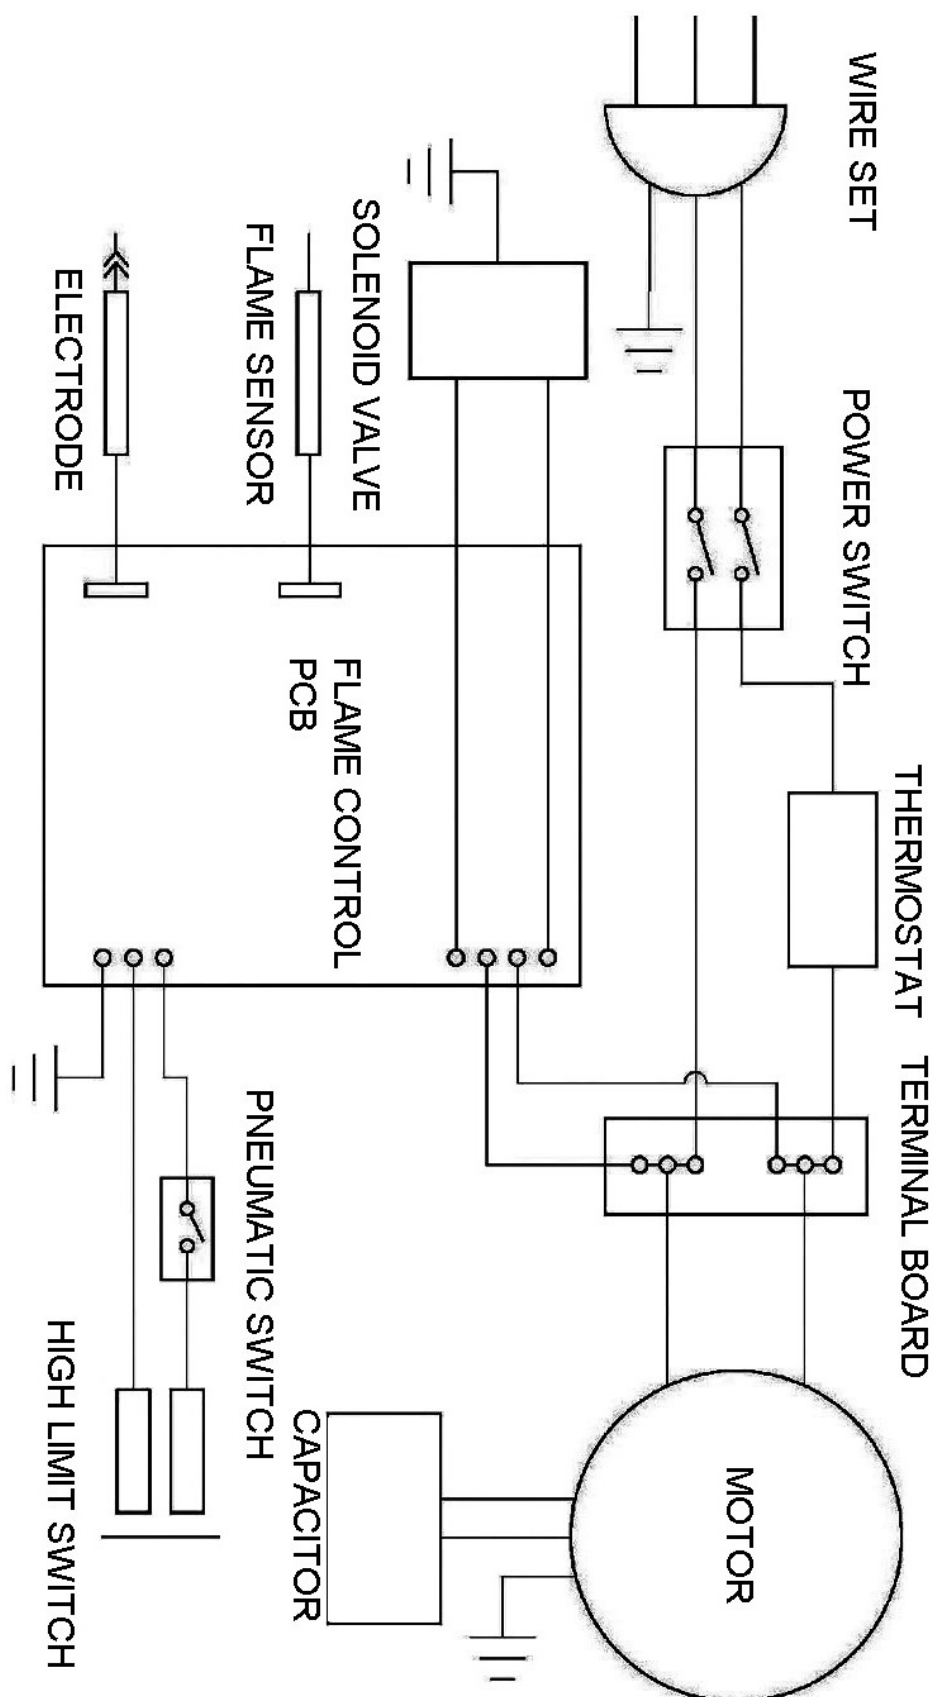 WIRE SET
POWER SWITCH
THERMOSTAT
TERMINAL BOARD
SOLENOID VALVE
FLAME SENSOR
ELECTRODE
FLAME CONTROL
PCB
PNEUMATIC SWITCH
HIGH LIMIT SWITCH
CAPACITOR
MOTOR